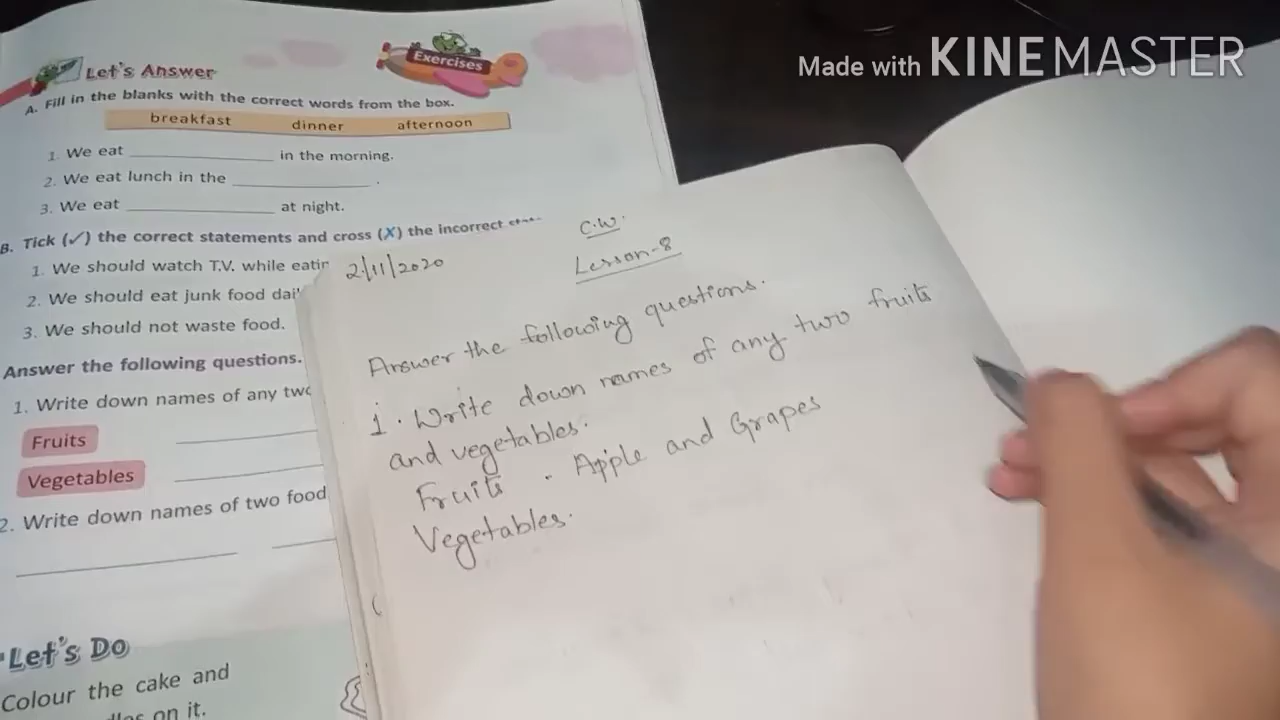 Made with KINEMASTER
Let's Answer
Exercises
A. Fill in the blanks with the correct words from the box.
breakfast dinner afternoon
1. We eat ______ in the morning.
2. We eat lunch in the ______ .
3. We eat ______ at night.
B. Tick (✓) the correct statements and cross (✗) the incorrect
1. We should watch T.V. while
2. We should eat junk food
3. We should not waste food.
Answer the following questions.
1. Write down names of any
Fruits
Vegetables
2. Write down names of two food
Let's Do
Colour the cake and
on it.
C.W.
2/11/2020
Lesson-8
Answer the following questions.
1. Write down names of any two fruits
and vegetables.
Fruits - Apple and Grapes
Vegetables.